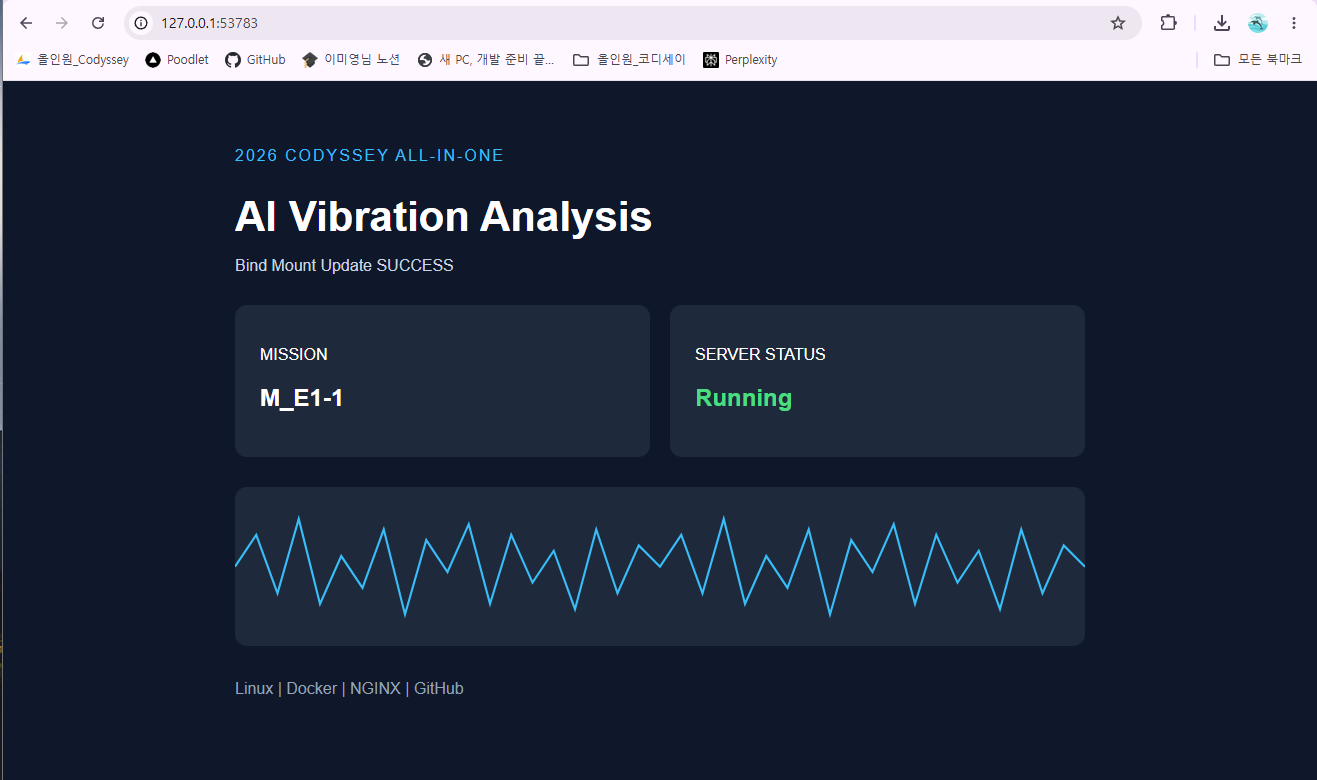 127.0.0.1:53783
올인원_Codyssey
Poodlet
GitHub
이미영님 노션
새 PC, 개발 준비 끝...
올인원_코디세이
Perplexity
모든 북마크
2026 CODYSSEY ALL-IN-ONE
AI Vibration Analysis
Bind Mount Update SUCCESS
MISSION
M_E1-1
SERVER STATUS
Running
Linux | Docker | NGINX | GitHub